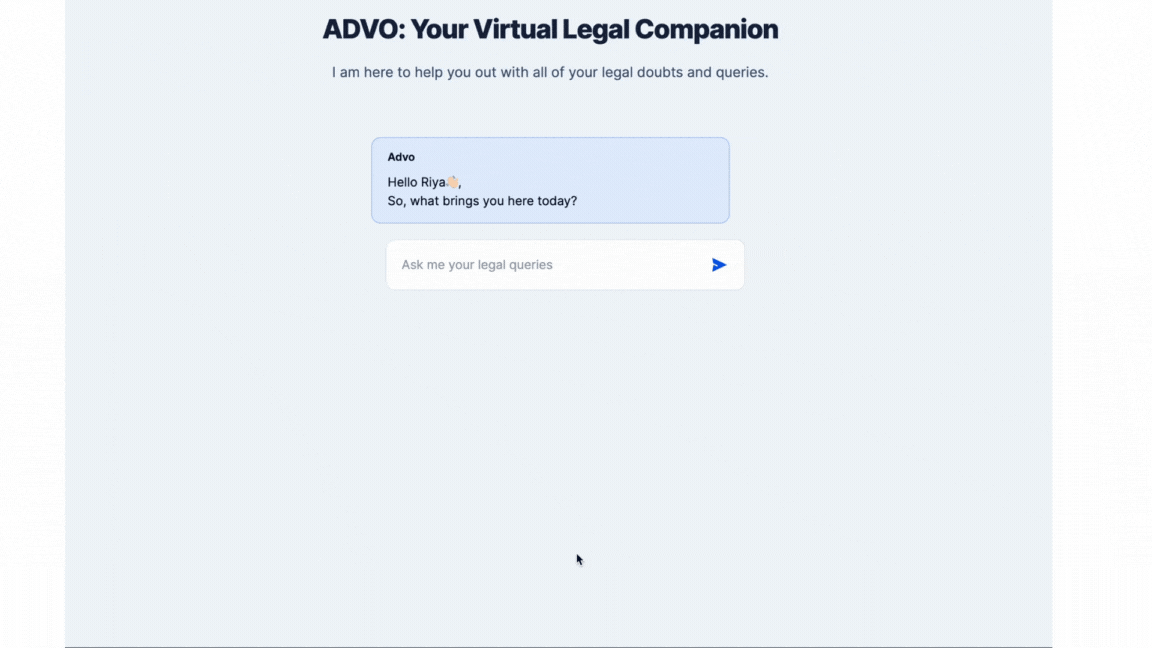 ADVO: Your Virtual Legal Companion
I am here to help you out with all of your legal doubts and queries.
Advo
Hello Riya👋🏻,
So, what brings you here today?
Ask me your legal queries